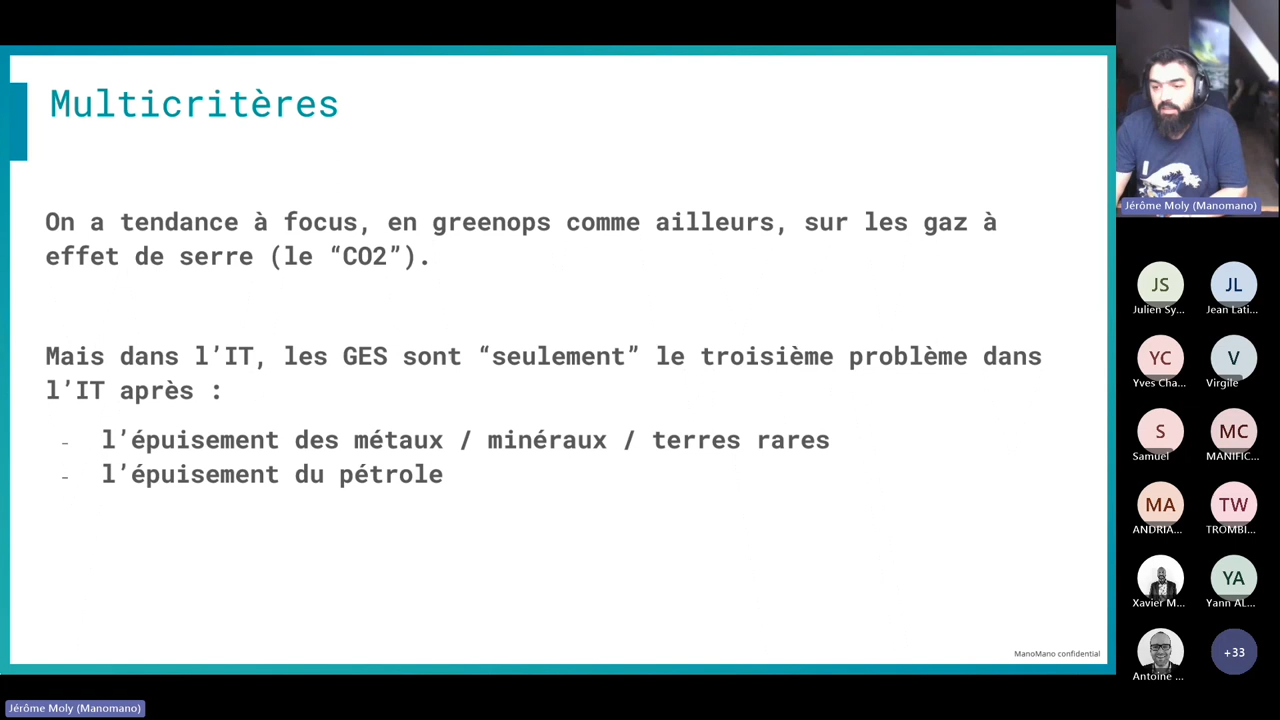 Multicritères
On a tendance à focus, en greenops comme ailleurs, sur les gaz à
effet de serre (le “CO2”).
Mais dans l’IT, les GES sont “seulement” le troisième problème dans
l’IT après :
- l’épuisement des métaux / minéraux / terres rares
- l’épuisement du pétrole
ManoMano confidential
Jérôme Moly (Manomano)
JS
JL
Julien Sy...
Jean Lati...
YC
V
Yves Cha...
Virgile
S
MC
Samuel
MANIFIC...
MA
TW
ANDRIA...
TROMBI...
YA
Xavier M...
Yann AL...
+33
Antoine ...
Jérôme Moly (Manomano)